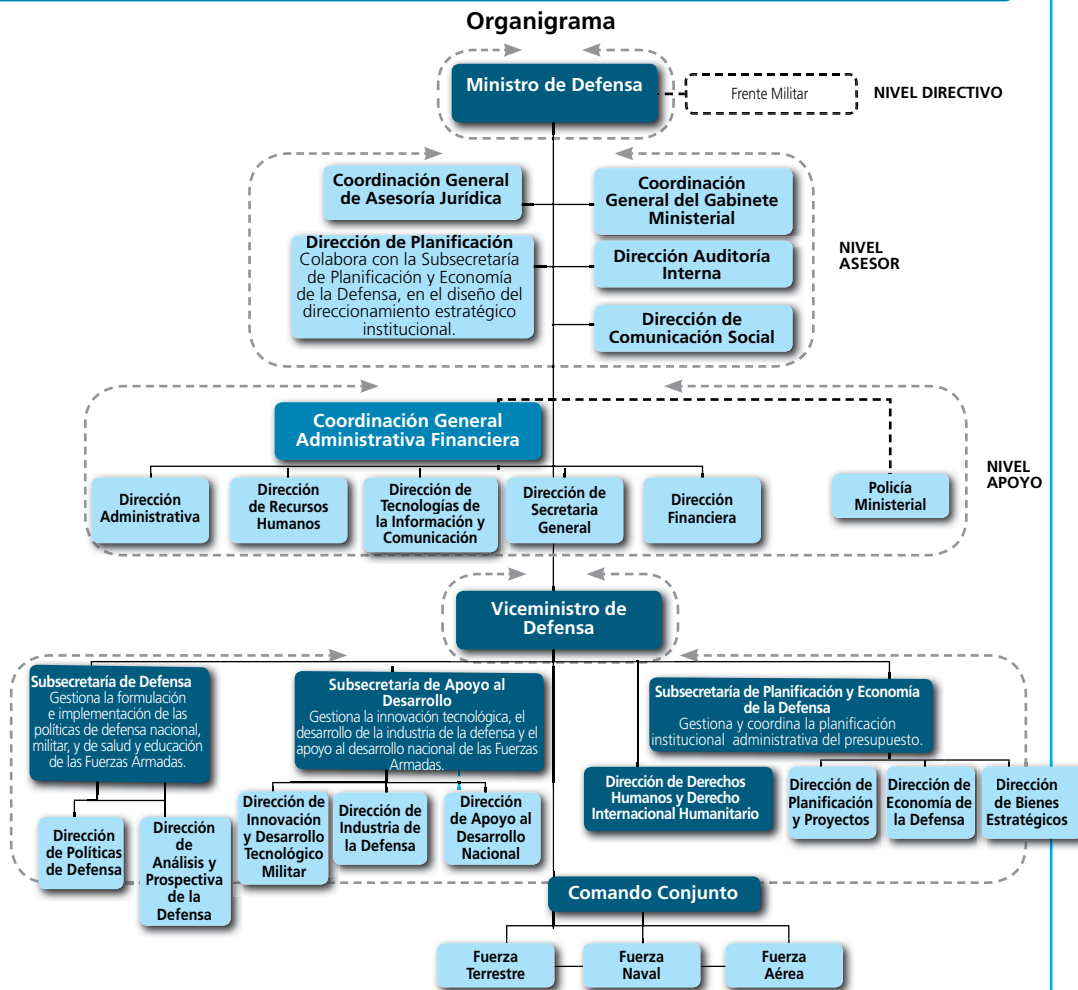 Organigrama
Ministro de Defensa
Frente Militar
NIVEL DIRECTIVO
Coordinación General
de Asesoría Jurídica
Coordinación
General del Gabinete
Ministerial
Dirección de Planificación
Colabora con la Subsecretaría
de Planificación y Economía
de la Defensa, en el diseño del
direccionamiento estratégico
institucional.
Dirección Auditoría
Interna
NIVEL
ASESOR
Dirección de
Comunicación Social
Coordinación General
Administrativa Financiera
NIVEL
APOYO
Dirección
Administrativa
Dirección
de Recursos
Humanos
Dirección de
Tecnologías de
la Información y
Comunicación
Dirección de
Secretaria
General
Dirección
Financiera
Policía
Ministerial
Viceministro de
Defensa
Subsecretaría de Defensa
Gestiona la formulación
e implementación de las
políticas de defensa nacional,
militar, y de salud y educación
de las Fuerzas Armadas.
Subsecretaría de Apoyo al
Desarrollo
Gestiona la innovación tecnológica, el
desarrollo de la industria de la defensa y el
apoyo al desarrollo nacional de las Fuerzas
Armadas.
Subsecretaría de Planificación y Economía
de la Defensa
Gestiona y coordina la planificación
institucional administrativa del presupuesto.
Dirección de Derechos
Humanos y Derecho
Internacional Humanitario
Dirección
de Políticas
de Defensa
Dirección
de
Análisis y
Prospectiva
de la
Defensa
Dirección de
Innovación
y Desarrollo
Tecnológico
Militar
Dirección de
Industria de
la Defensa
Dirección
de Apoyo al
Desarrollo
Nacional
Dirección de
Planificación
y Proyectos
Dirección de
Economía de
la Defensa
Dirección
de Bienes
Estratégicos
Comando Conjunto
Fuerza
Terrestre
Fuerza
Naval
Fuerza
Aérea